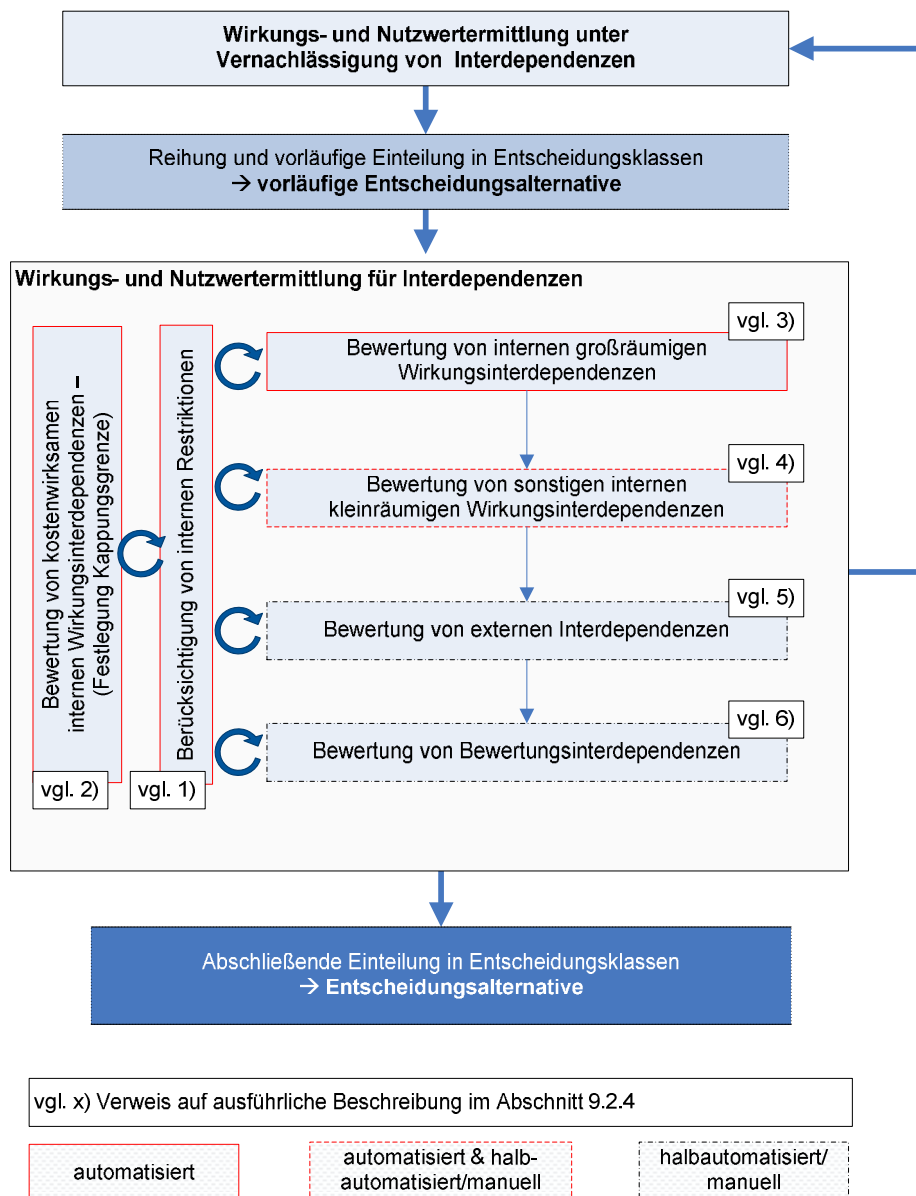 Wirkungs- und Nutzwertermittlung unter
Vernachlässigung von Interdependenzen
Reihung und vorläufige Einteilung in Entscheidungsklassen
→ vorläufige Entscheidungsalternative
Wirkungs- und Nutzwertermittlung für Interdependenzen
Bewertung von kostenwirksamen
internen Wirkungsinterdependenzen –
(Festlegung Kappungsgrenze)
vgl. 2)
Berücksichtigung von internen Restriktionen
vgl. 1)
vgl. 3)
Bewertung von internen großräumigen
Wirkungsinterdependenzen
vgl. 4)
Bewertung von sonstigen internen
kleinräumigen Wirkungsinterdependenzen
vgl. 5)
Bewertung von externen Interdependenzen
vgl. 6)
Bewertung von Bewertungsinterdependenzen
Abschließende Einteilung in Entscheidungsklassen
→ Entscheidungsalternative
vgl. x) Verweis auf ausführliche Beschreibung im Abschnitt 9.2.4
automatisiert
automatisiert & halb-
automatisiert/manuell
halbautomatisiert/
manuell